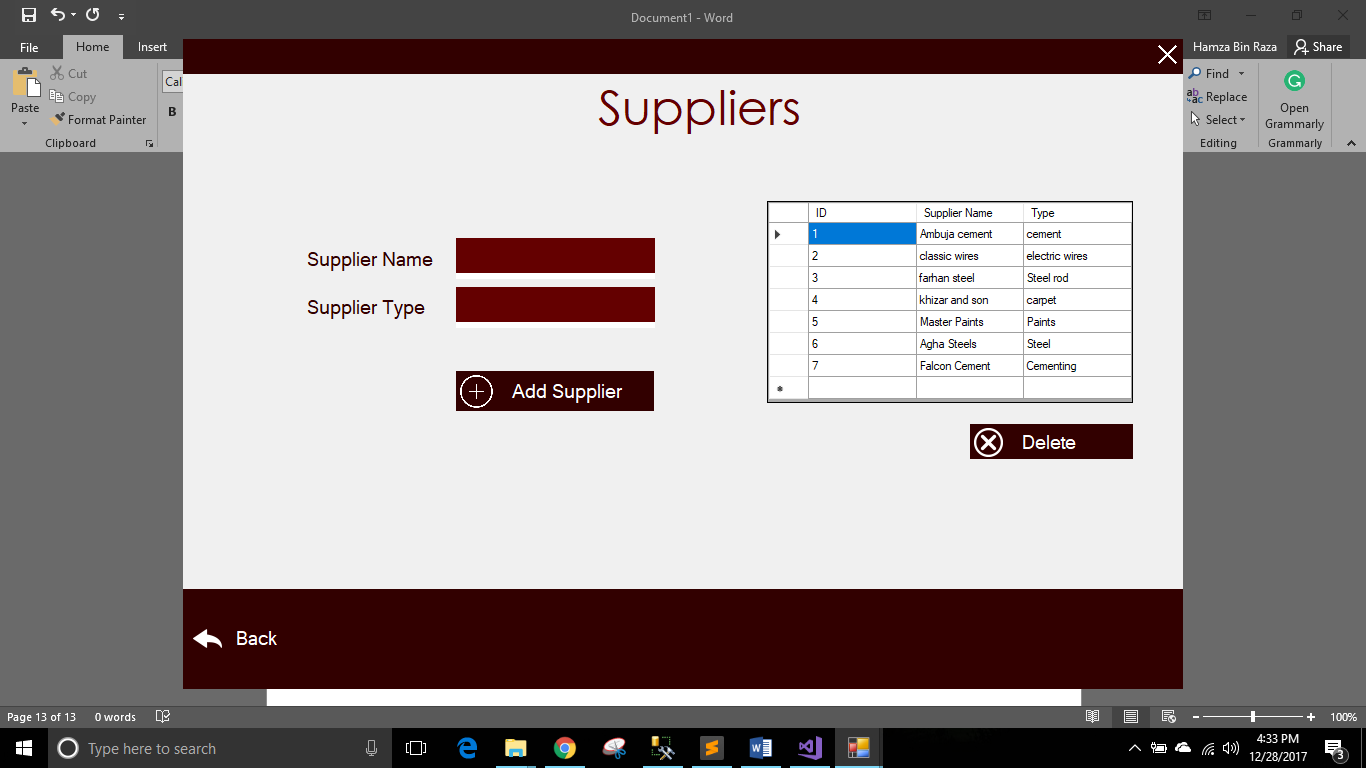 Document1 - Word
File Home Insert Hamza Bin Raza Share
Paste Cut Copy Format Painter
Clipboard
Cal
B
Find
Replace
Select
Editing
Open
Grammarly
Grammarly
Suppliers
Supplier Name
Supplier Type
Add Supplier
ID Supplier Name Type
1 Ambuja cement cement
2 classic wires electric wires
3 farhan steel Steel rod
4 khizar and son carpet
5 Master Paints Paints
6 Agha Steels Steel
7 Falcon Cement Cementing
Delete
Back
Page 13 of 13 0 words 100%
Type here to search
4:33 PM
12/28/2017
3